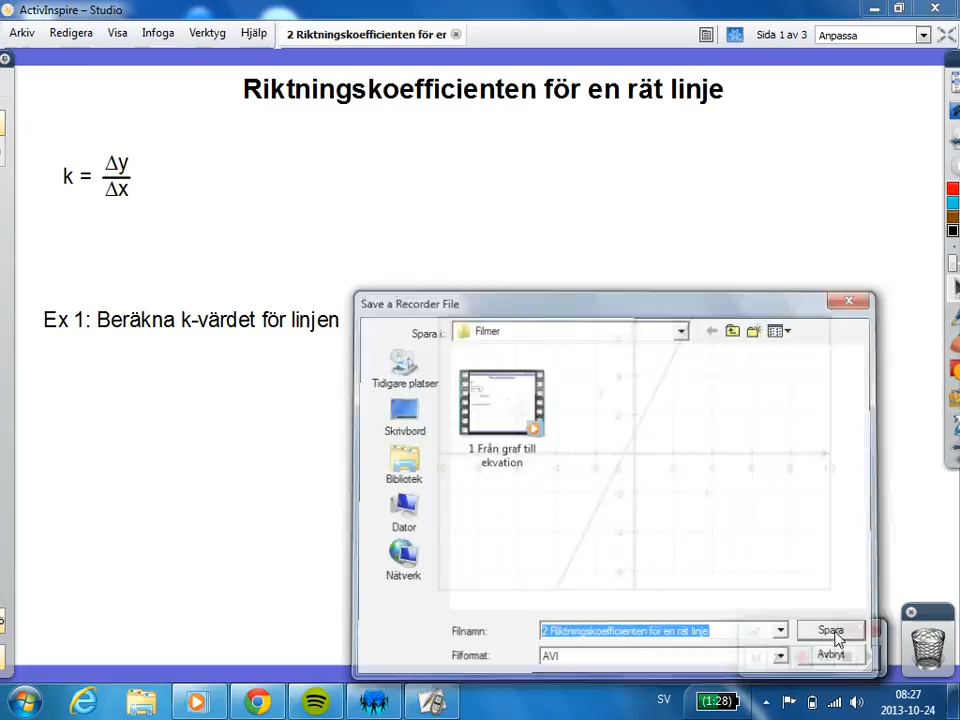 ActivInspire – Studio
Arkiv Redigera Visa Infoga Verktyg Hjälp
2 Riktningskoefficienten för er
Sida 1 av 3
Anpassa
Riktningskoefficienten för en rät linje
k = Δy
Δx
Ex 1: Beräkna k-värdet för linjen
Save a Recorder File
Spara i:
Filmer
Tidigare platser
Skrivbord
Bibliotek
Dator
Nätverk
1 Från graf till
ekvation
Filnamn:
2 Riktningskoefficienten för en rät linje
Spara
Filformat:
AVI
Avbryt
SV
(1:28)
08:27
2013-10-24